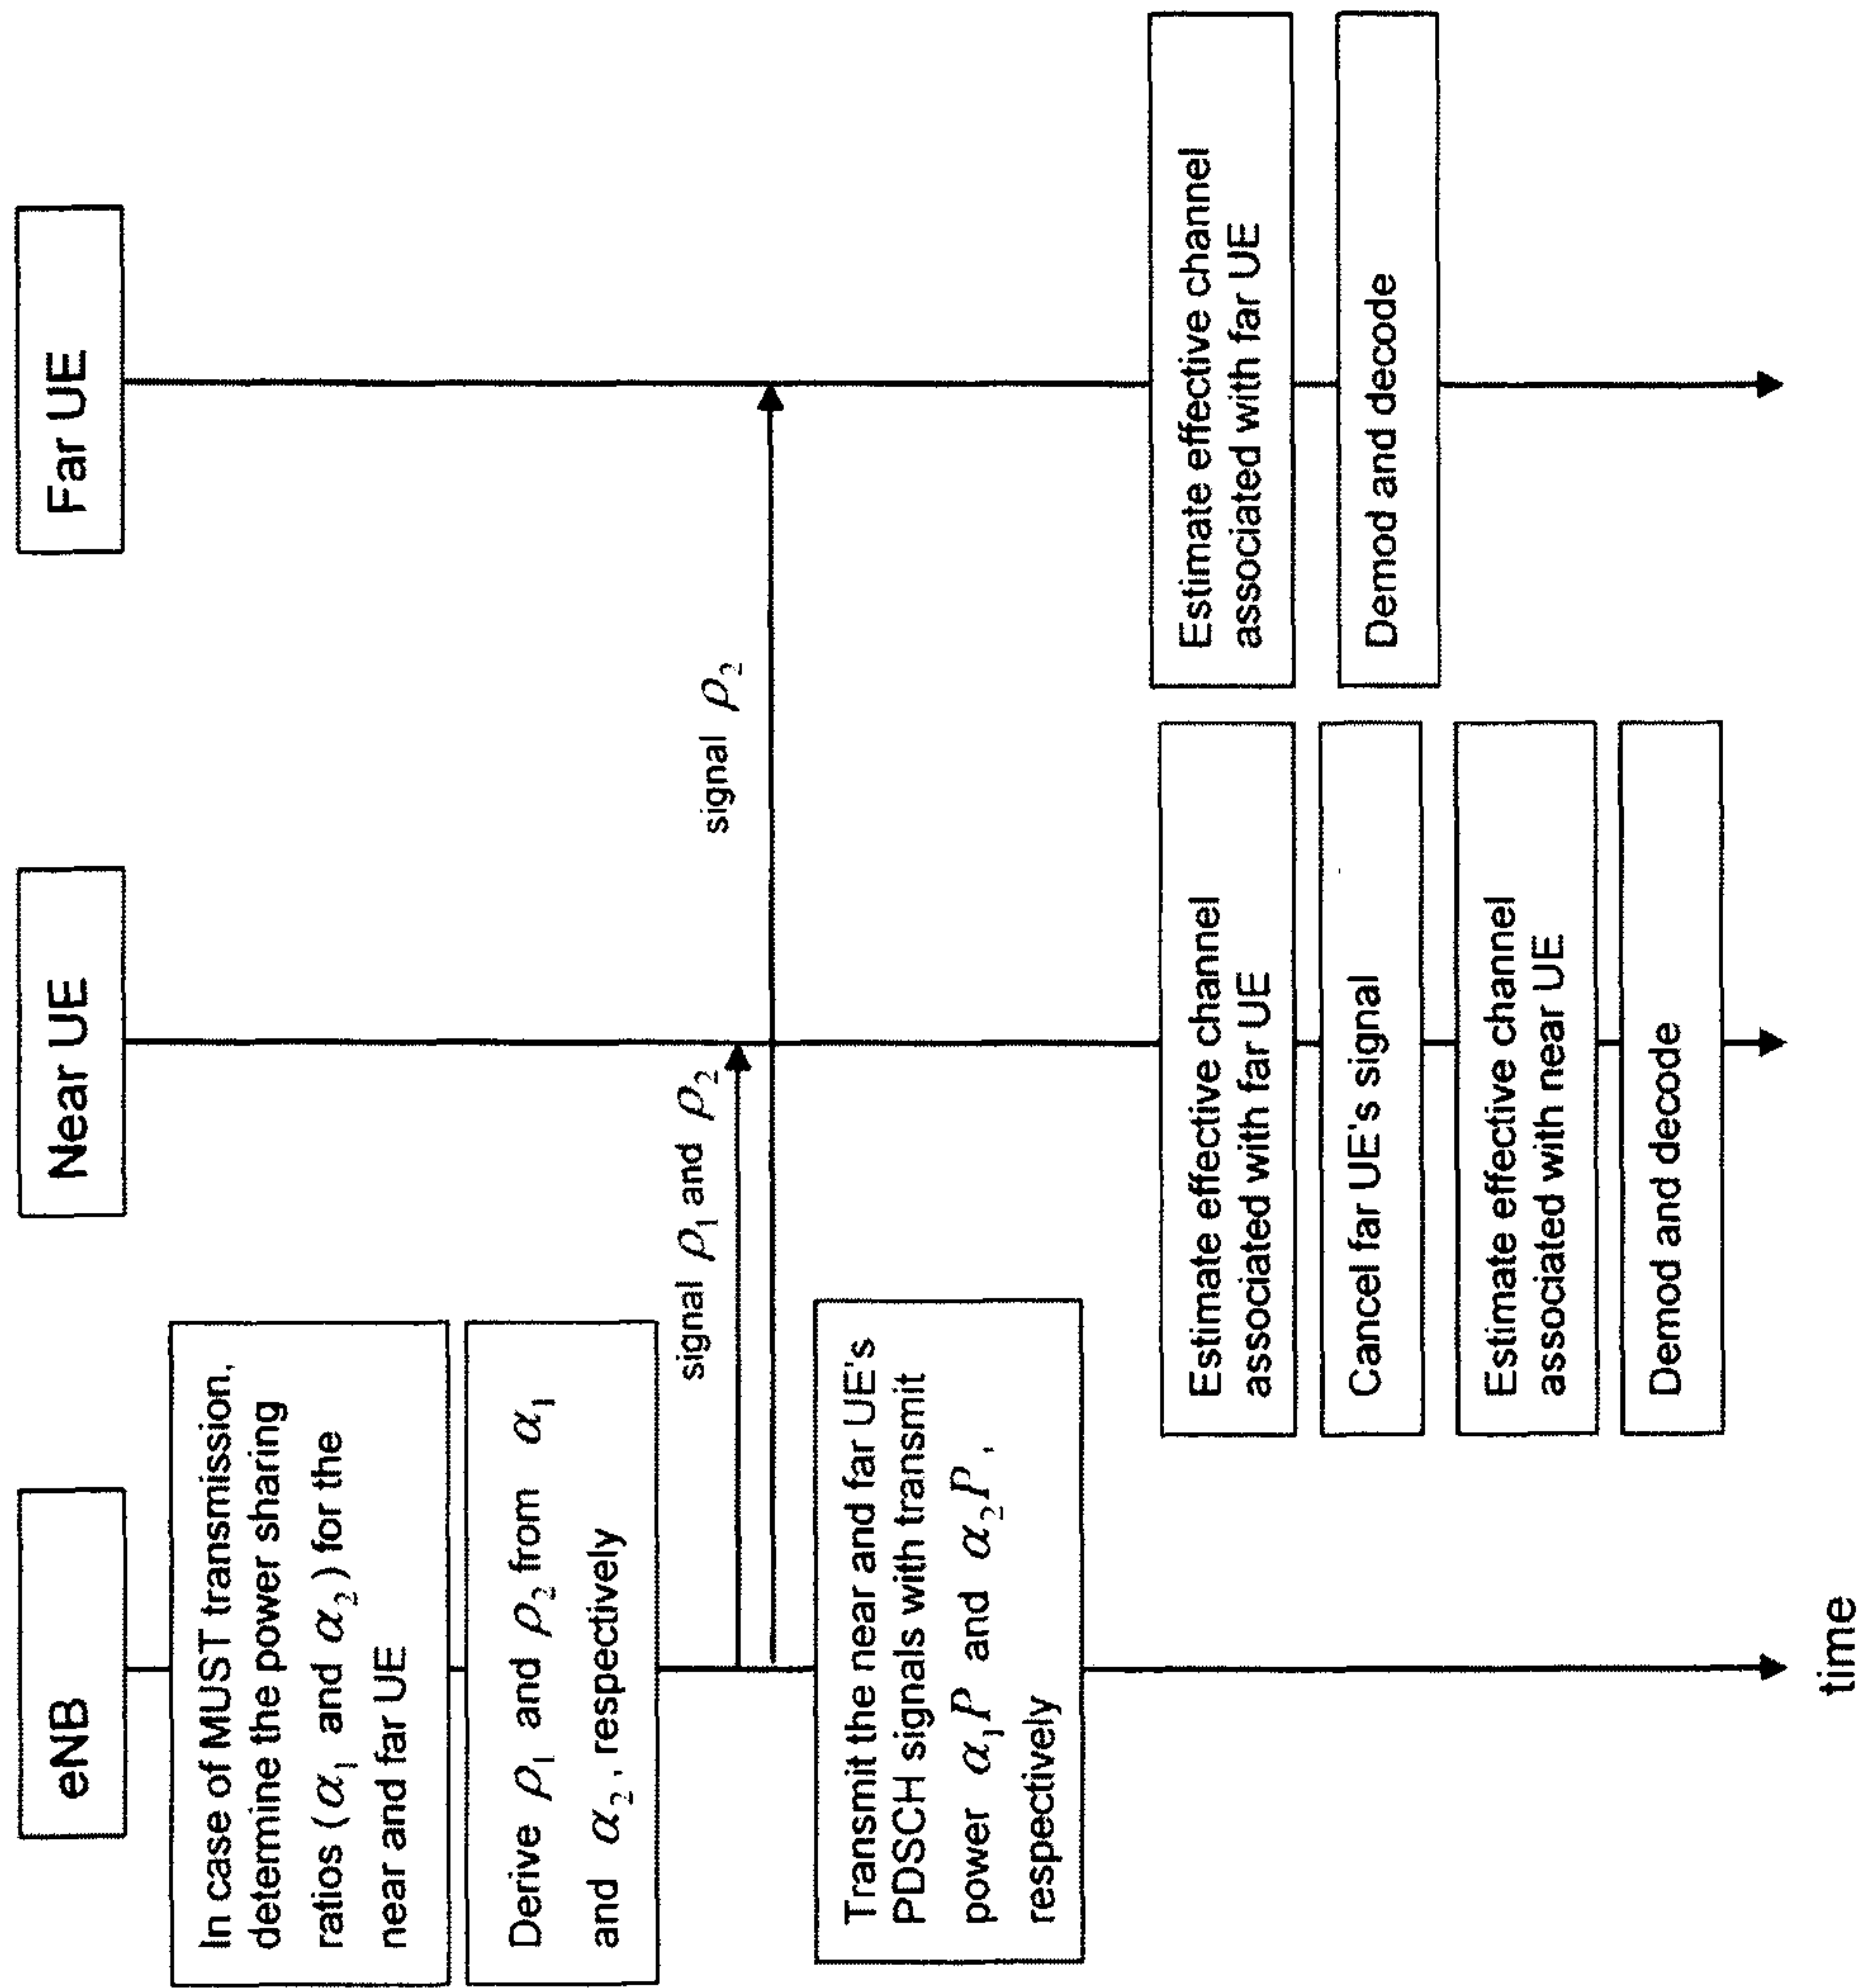 eNB
Near UE
Far UE
In case of MUST transmission,
determine the power sharing
ratios (α₁ and α₂) for the
near and far UE
Derive ρ₁ and ρ₂ from α₁
and α₂, respectively
signal ρ₁ and ρ₂
signal ρ₂
Transmit the near and far UE's
PDSCH signals with transmit
power α₁P and α₂P,
respectively
Estimate effective channel
associated with far UE
Cancel far UE's signal
Estimate effective channel
associated with near UE
Demod and decode
Estimate effective channel
associated with far UE
Demod and decode
time